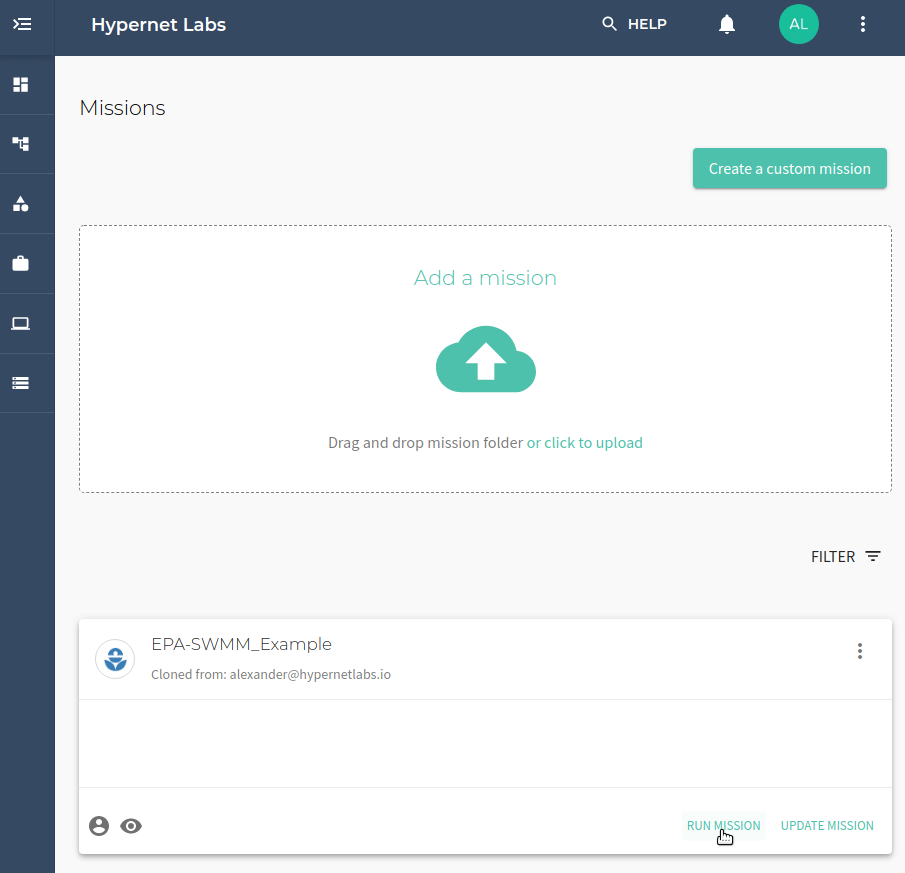 Hypernet Labs
HELP
AL
Missions
Create a custom mission
Add a mission
Drag and drop mission folder or click to upload
FILTER
EPA-SWMM_Example
Cloned from: alexander@hypernetlabs.io
RUN MISSION
UPDATE MISSION